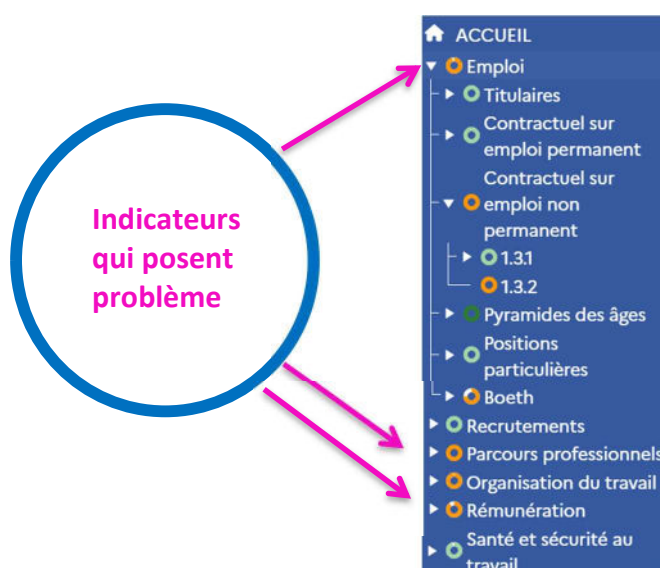 Indicateurs
qui posent
problème
ACCUEIL
Emploi
Titulaires
Contractuel sur
emploi permanent
Contractuel sur
emploi non
permanent
1.3.1
1.3.2
Pyramides des âges
Positions
particulières
Boeth
Recrutements
Parcours professionnels
Organisation du travail
Rémunération
Santé et sécurité au
travail